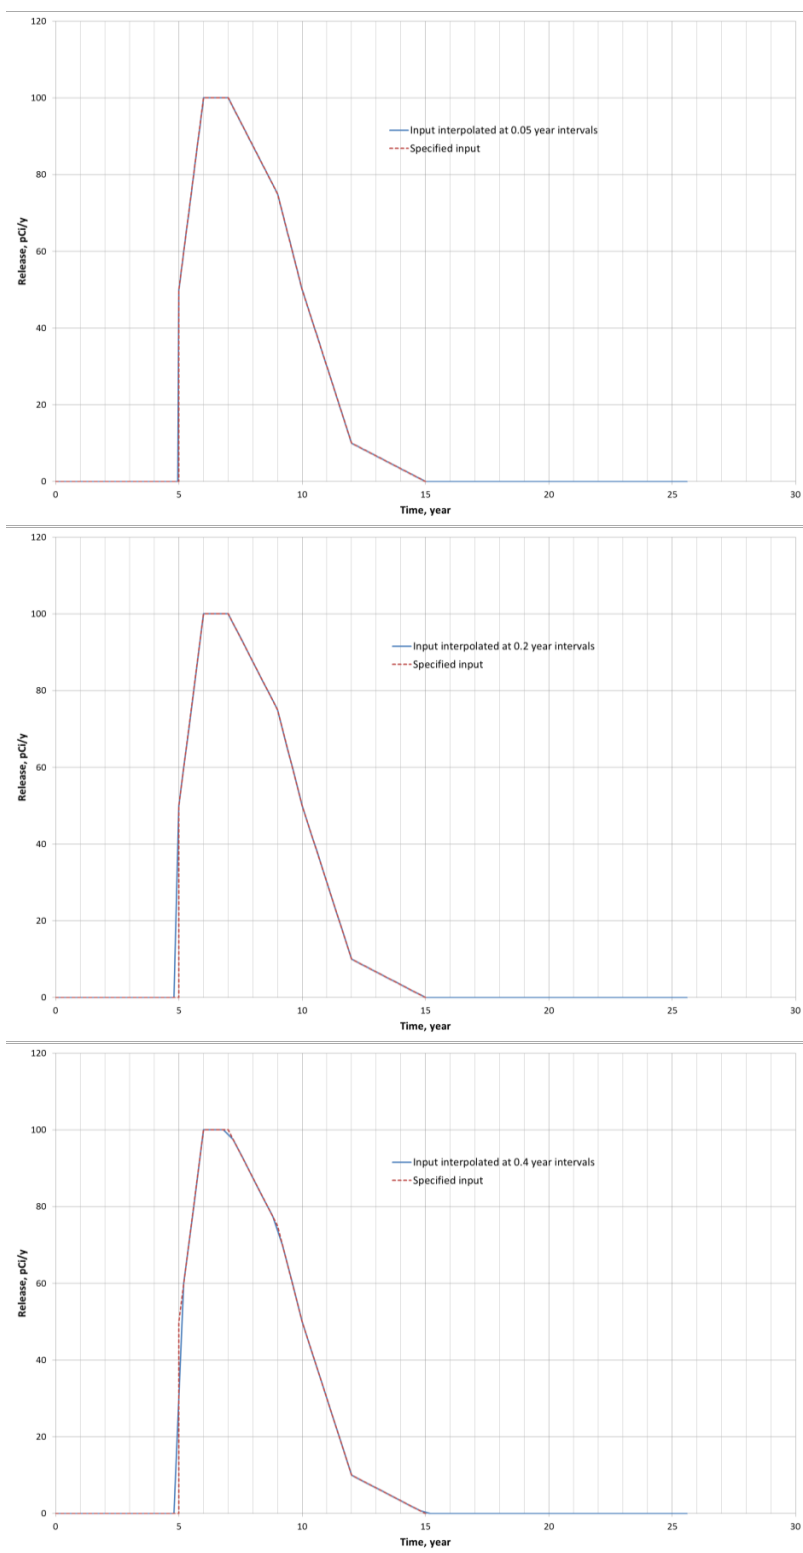 120
100
80
60
40
20
0
Release, pCi/y
Input interpolated at 0.05 year intervals
Specified input
0 5 10 15 20 25 30
Time, year
120
100
80
60
40
20
0
Release, pCi/y
Input interpolated at 0.2 year intervals
Specified input
0 5 10 15 20 25 30
Time, year
120
100
80
60
40
20
0
Release, pCi/y
Input interpolated at 0.4 year intervals
Specified input
0 5 10 15 20 25 30
Time, year